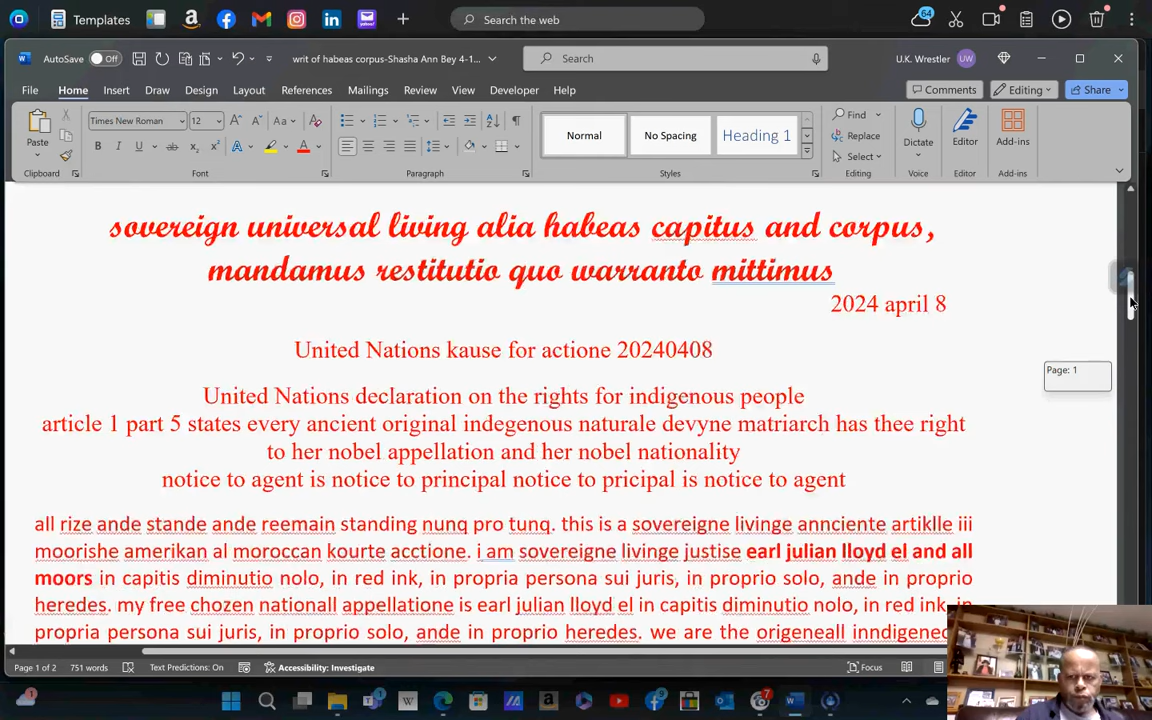 Templates
Search the web
64
AutoSave Off
writ of habeas corpus-Shasha Ann Bey 4-1...
Search
U.K. Wrestler UW
File Home Insert Draw Design Layout References Mailings Review View Developer Help
Comments Editing Share
Paste
Times New Roman 12
Clipboard
Font
Paragraph
Normal No Spacing Heading 1
Styles
Find
Replace
Select
Editing
Dictate
Voice
Editor
Editor
Add-ins
Add-ins
sovereign universal living alia habeas capitus and corpus,
mandamus restitutio quo warranto mittimus
2024 april 8
United Nations kause for actione 20240408
Page: 1
United Nations declaration on the rights for indigenous people
article 1 part 5 states every ancient original indegenous naturale devyne matriarch has thee right
to her nobel appellation and her nobel nationality
notice to agent is notice to principal notice to pricipal is notice to agent
all rize ande stande ande reemain standing nunq pro tunq. this is a sovereigne livinge annciente artiklle iii
moorishe amerikan al moroccan kourte acctione. i am sovereigne livinge justise earl julian lloyd el and all
moors in capitis diminutio nolo, in red ink, in propria persona sui juris, in proprio solo, ande in proprio
heredes. my free chozen nationall appellatione is earl julian lloyd el in capitis diminutio nolo, in red ink, in
propria persona sui juris, in proprio solo, ande in proprio heredes. we are the origeneall inndigeneo
Page 1 of 2 751 words Text Predictions: On Accessibility: Investigate Focus